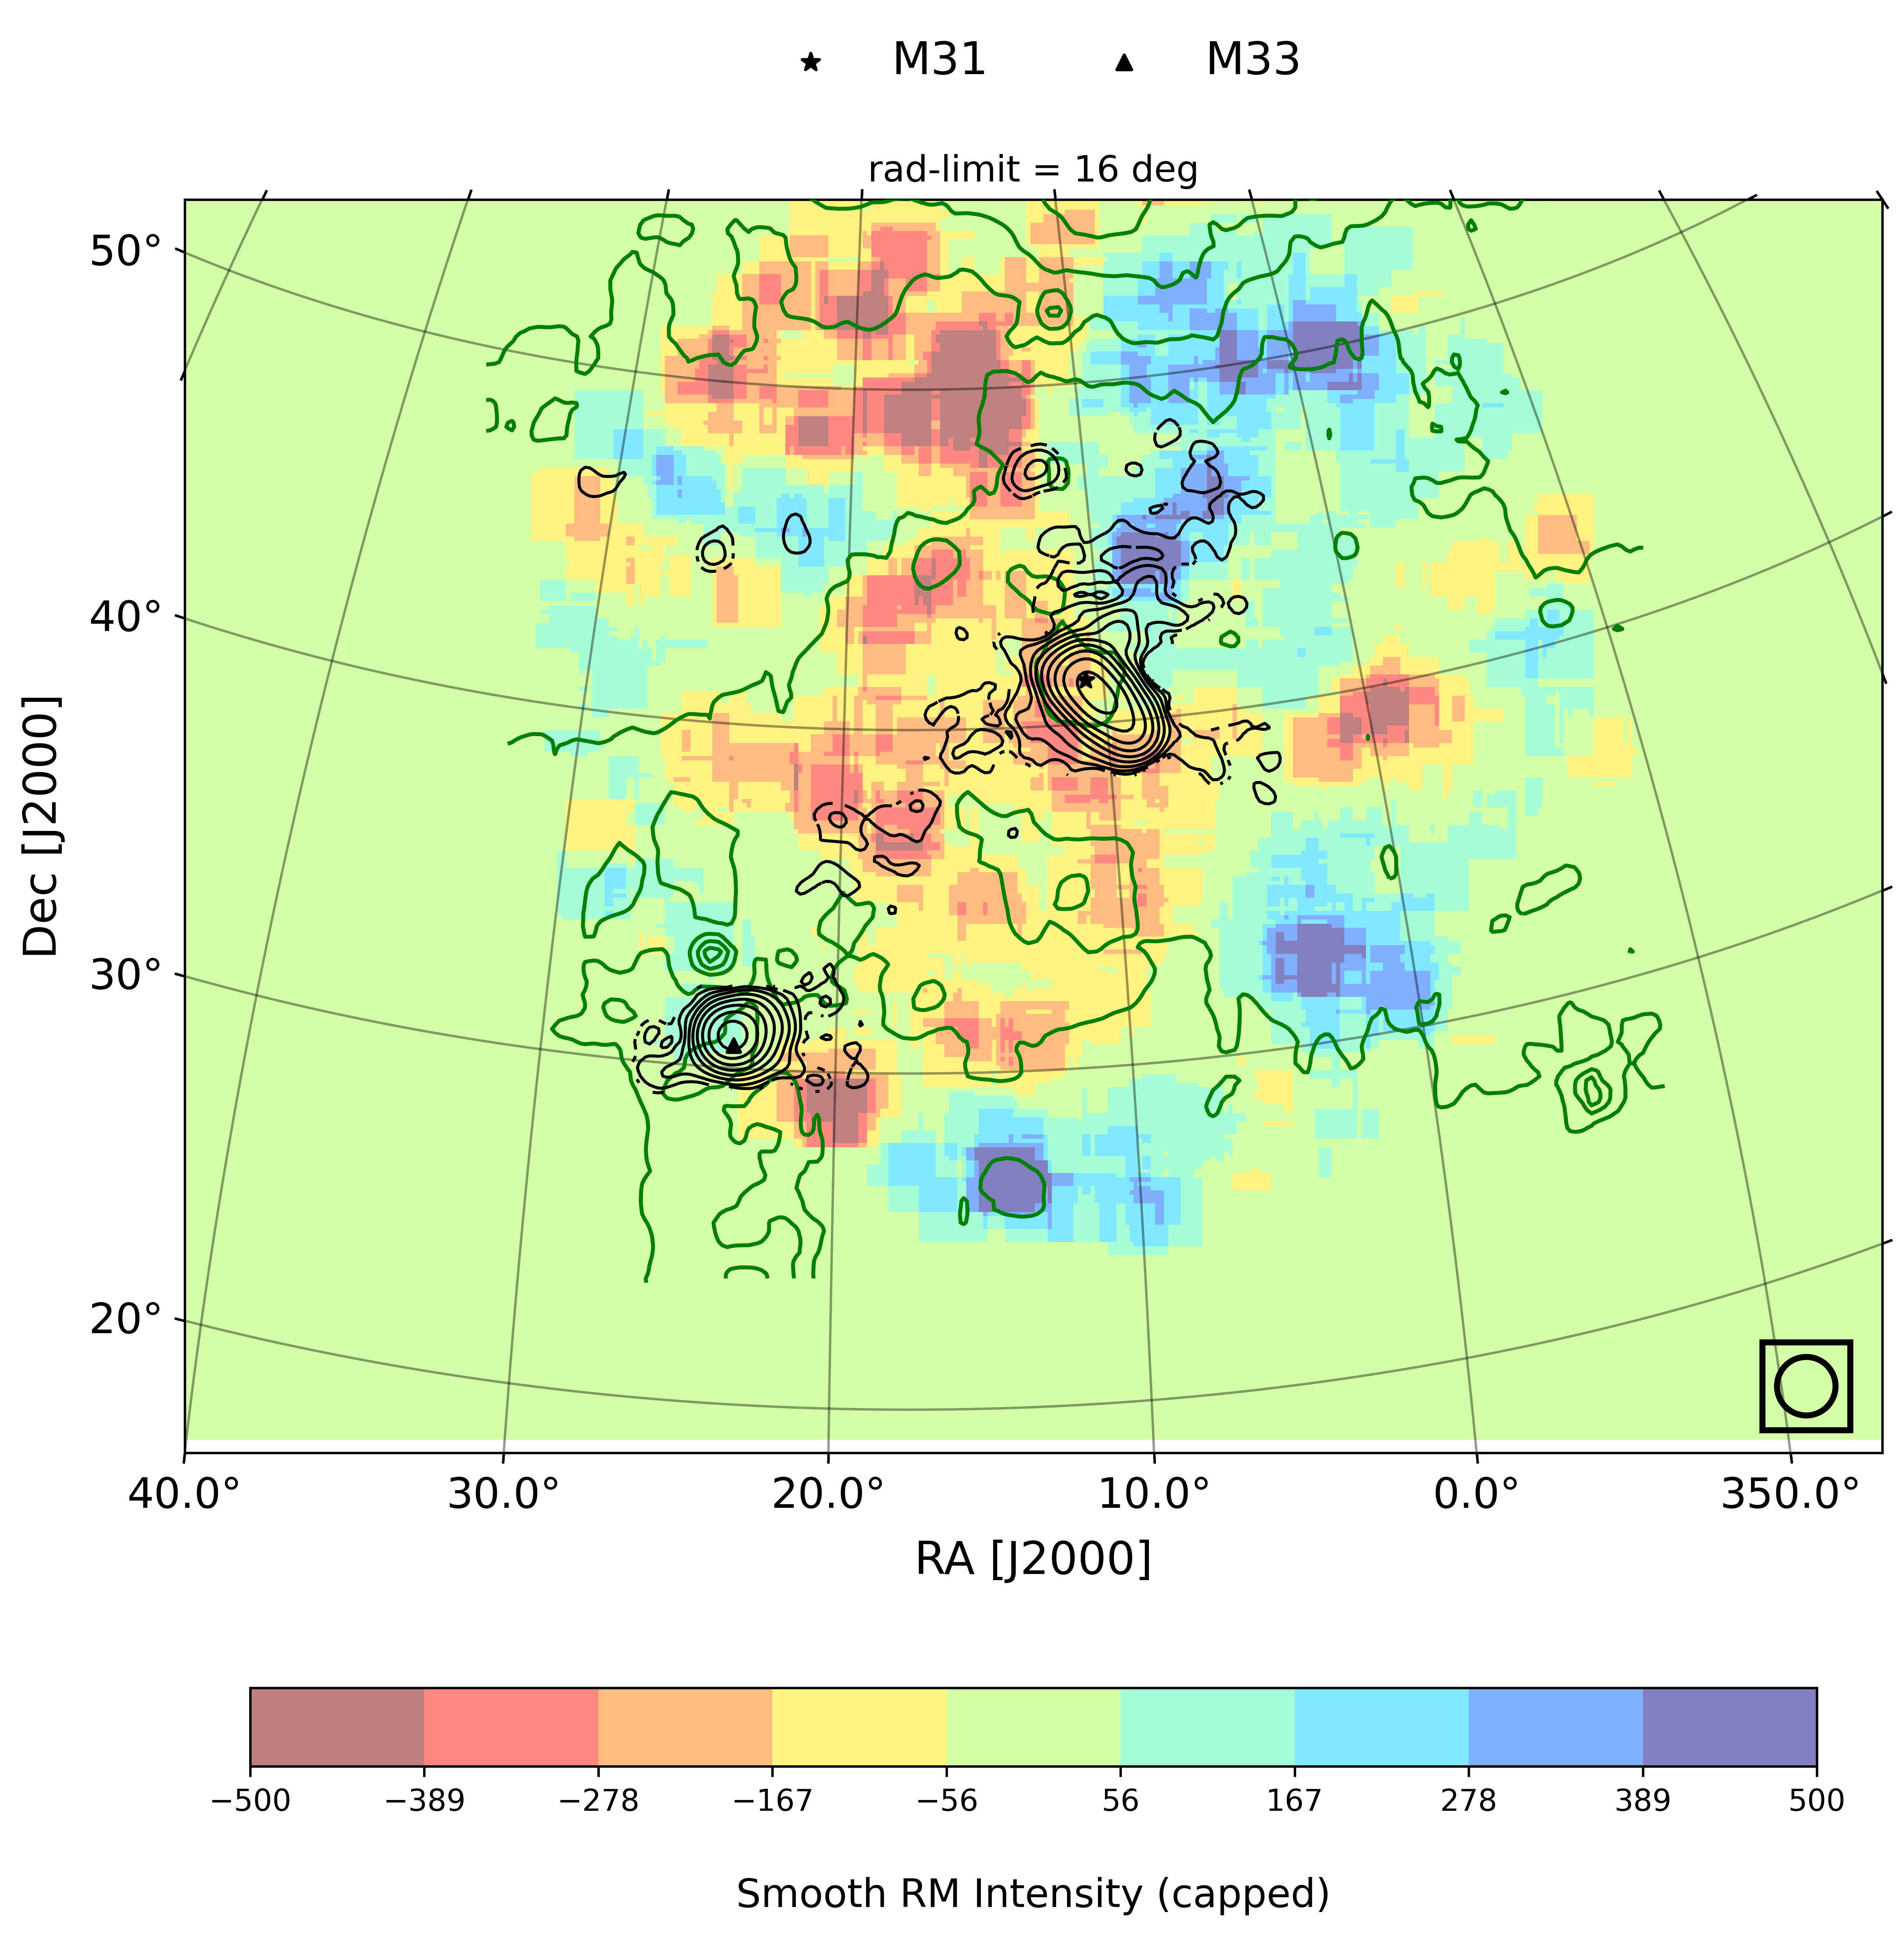 M31 M33
rad-limit = 16 deg
50°
40°
30°
20°
Dec [J2000]
40.0° 30.0° 20.0° 10.0° 0.0° 350.0°
RA [J2000]
−500 −389 −278 −167 −56 56 167 278 389 500
Smooth RM Intensity (capped)